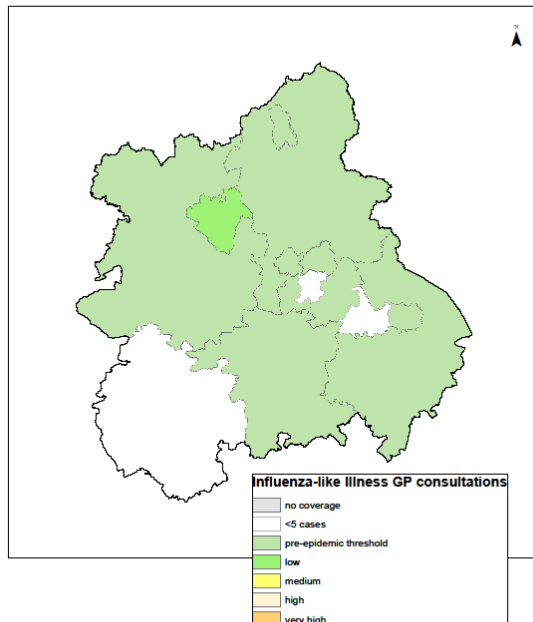 N
Influenza-like Illness GP consultations
no coverage
<5 cases
pre-epidemic threshold
low
medium
high
very high